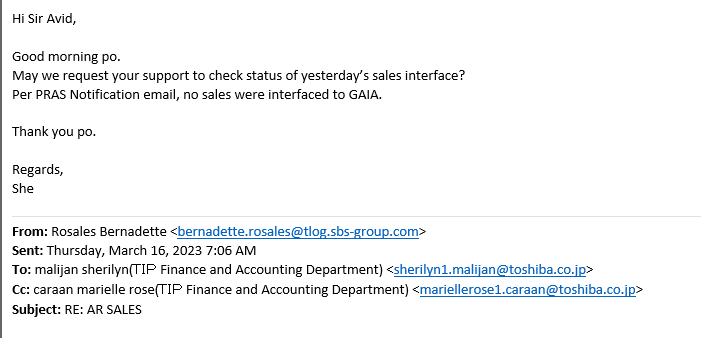 Hi Sir Avid,
Good morning po.
May we request your support to check status of yesterday’s sales interface?
Per PRAS Notification email, no sales were interfaced to GAIA.
Thank you po.
Regards,
She
From: Rosales Bernadette <bernadette.rosales@tlog.sbs-group.com>
Sent: Thursday, March 16, 2023 7:06 AM
To: malijan sherilyn(TIP Finance and Accounting Department) <sherilyn1.malijan@toshiba.co.jp>
Cc: caraan marielle rose(TIP Finance and Accounting Department) <mariellerose1.caraan@toshiba.co.jp>
Subject: RE: AR SALES